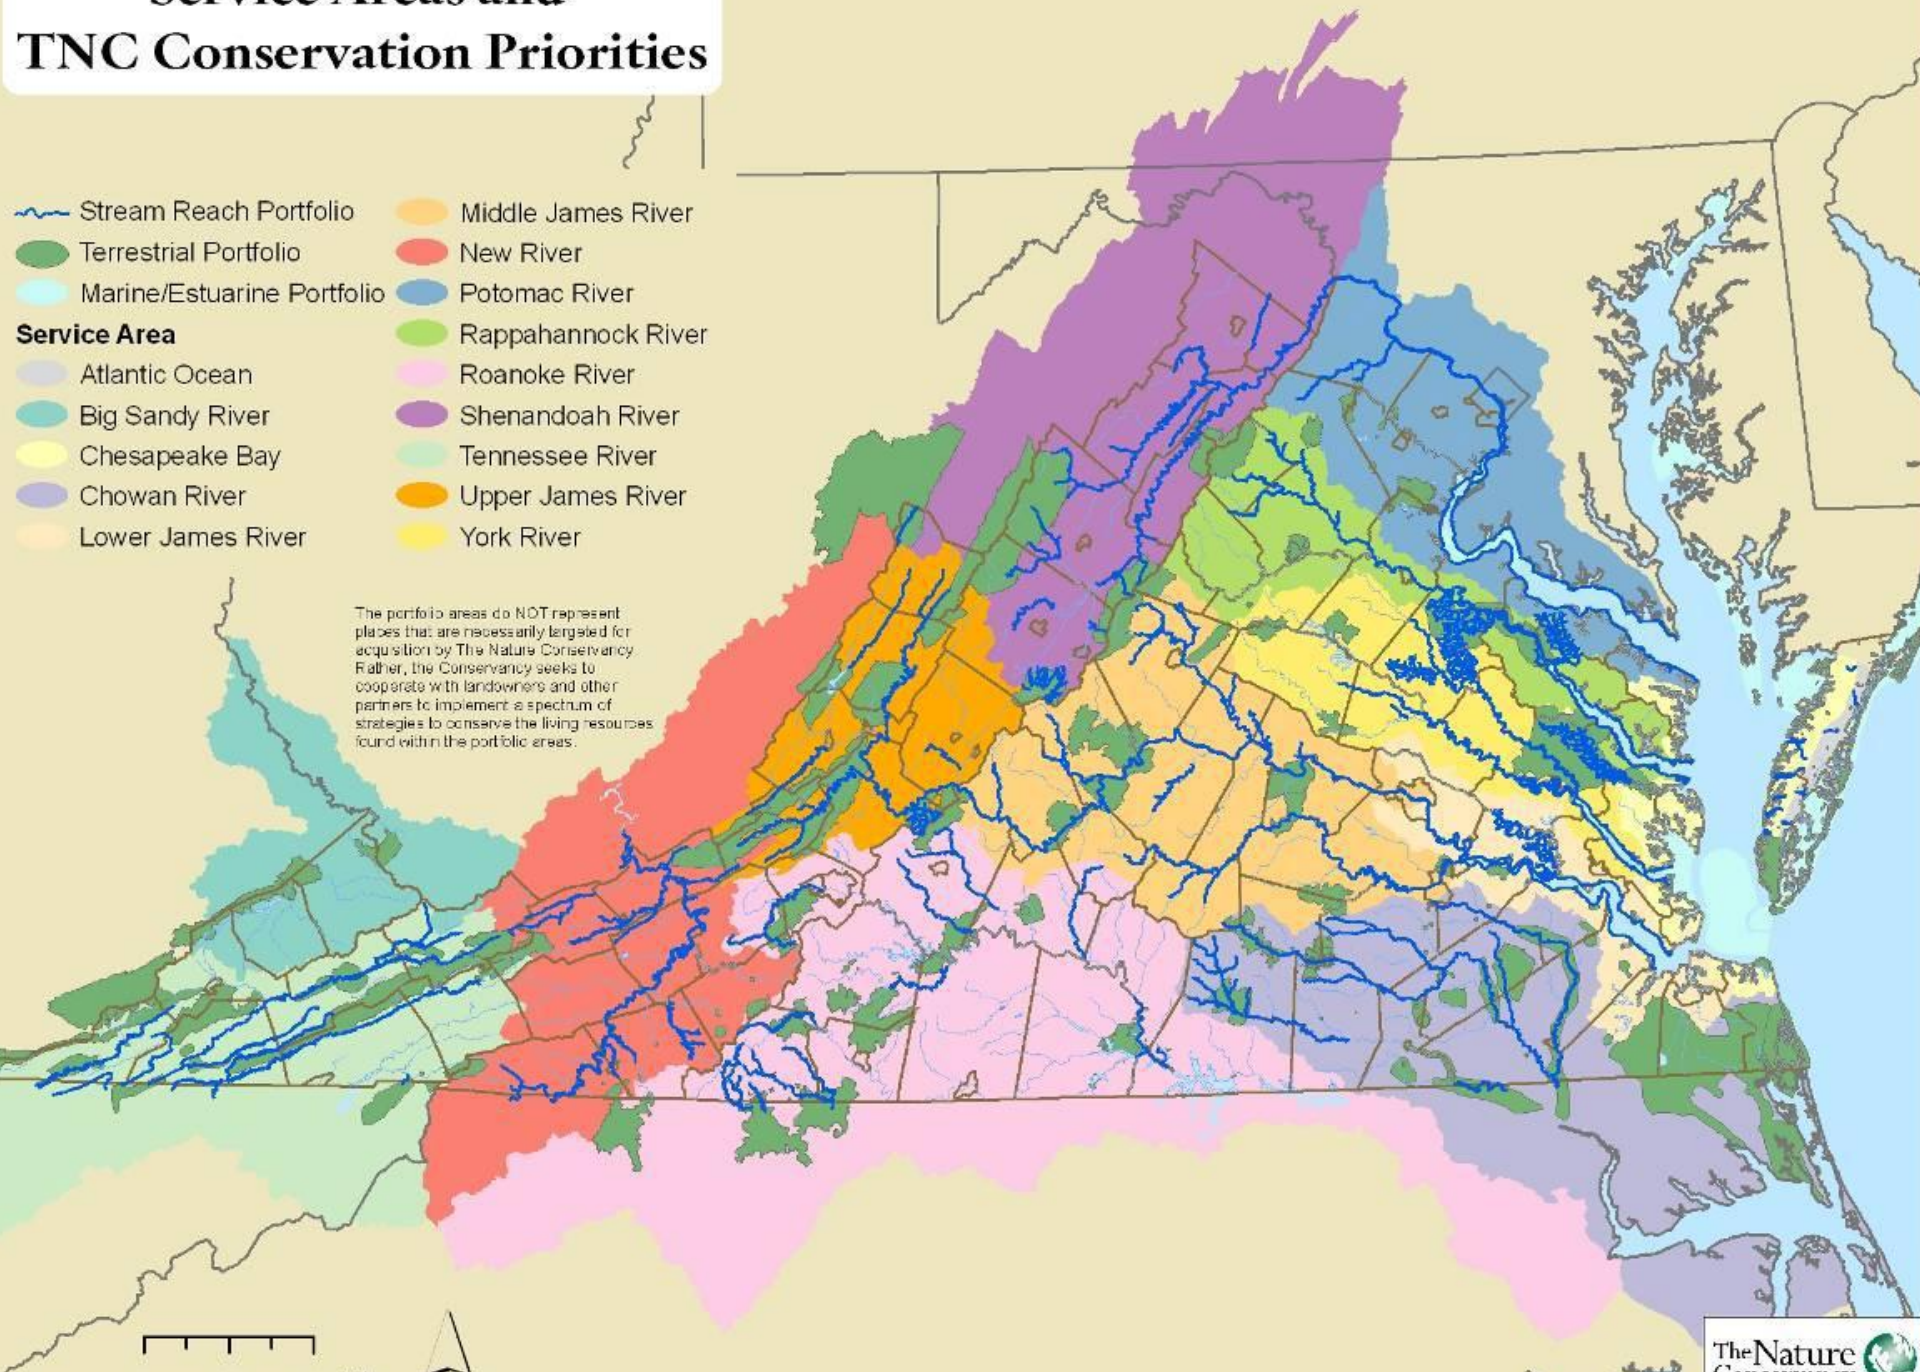 Service Areas and
TNC Conservation Priorities
Stream Reach Portfolio
Terrestrial Portfolio
Marine/Estuarine Portfolio
Service Area
Atlantic Ocean
Big Sandy River
Chesapeake Bay
Chowan River
Lower James River
Middle James River
New River
Potomac River
Rappahannock River
Roanoke River
Shenandoah River
Tennessee River
Upper James River
York River
The portfolio areas do NOT represent
places that are necessarily targeted for
acquisition by The Nature Conservancy
Rather, the Conservancy seeks to
cooperate with landowners and other
partners to implement a spectrum of
strategies to conserve the living resources
found within the portfolio areas.
The Nature
Conservancy